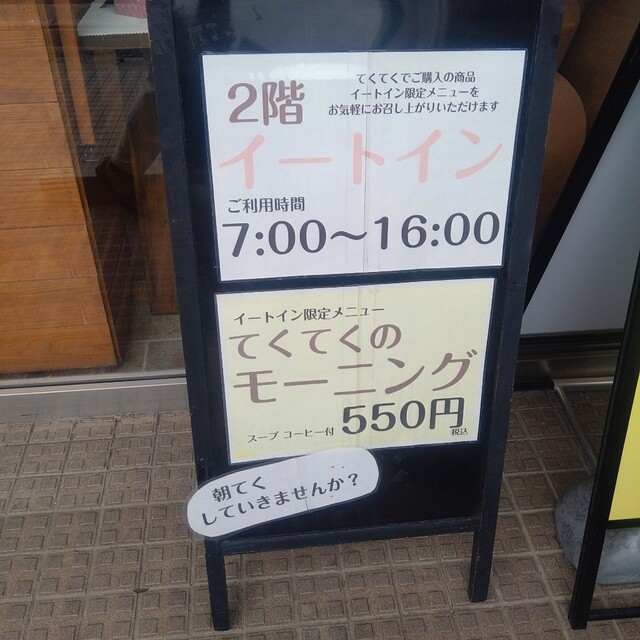 2階
てくてくでご購入の商品
イートイン限定メニューを
お気軽にお召し上がりいただけます
イートイン
ご利用時間
7:00〜16:00
イートイン限定メニュー
てくてくの
モーニング
スープ コーヒー付 550円 税込
朝てく
していきませんか?